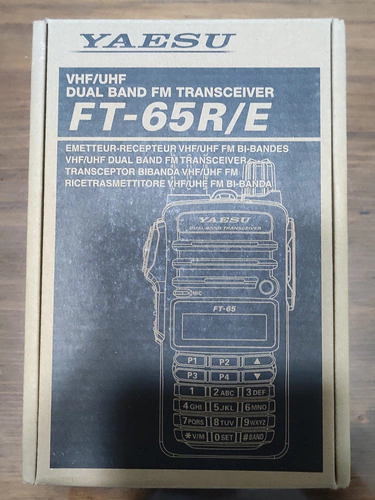 YAESU
VHF/UHF
DUAL BAND FM TRANSCEIVER
FT-65R/E
EMETTEUR-RECEPTEUR VHF/UHF FM BI-BANDES
VHF/UHF DUAL BAND FM TRANSCEIVER
TRANSCEPTOR BIBANDA VHF/UHF FM
RICETRASMETTITORE VHF/UHF FM BI-BANDA
YAESU
DUAL BAND TRANSCEIVER
MIC
FT-65
P1 P2 ▲
P3 P4 ▼
1 2 ABC 3 DEF
4 GHI 5 JKL 6 MNO
7 PQRS 8 TUV 9 WXYZ
* V/M 0 SET # BAND